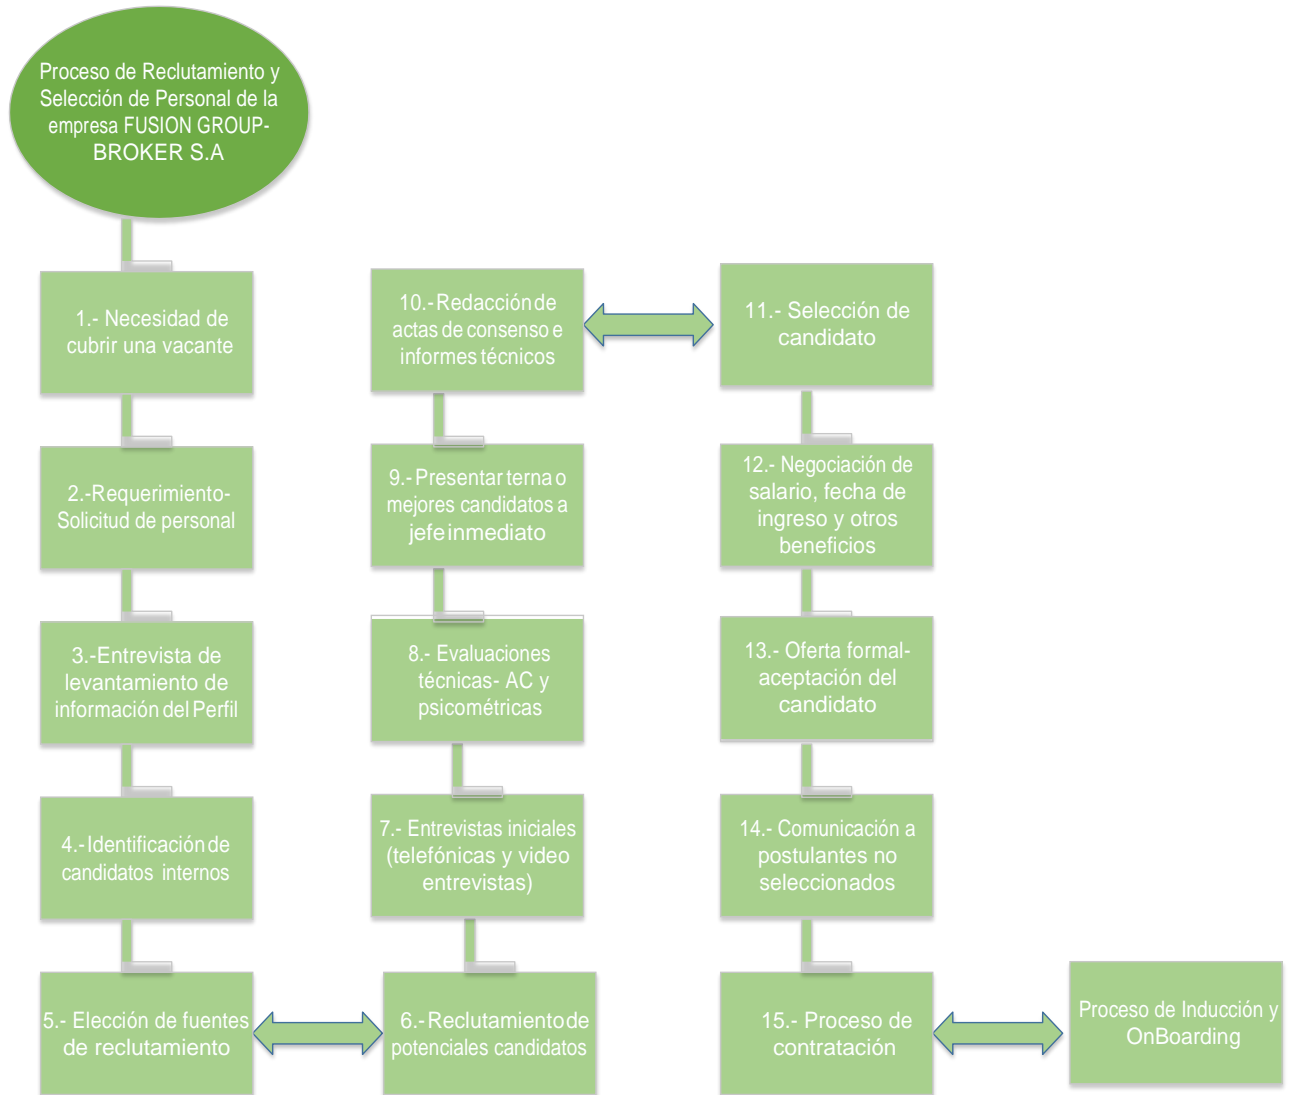 Proceso de Reclutamiento y
Selección de Personal de la
empresa FUSION GROUP-
BROKER S.A
1.- Necesidad de
cubrir una vacante
2.-Requerimiento-
Solicitud de personal
3.-Entrevista de
levantamiento de
información del Perfil
4.-Identificación de
candidatos internos
5.- Elección de fuentes
de reclutamiento
6.-Reclutamiento de
potenciales candidatos
7.- Entrevistas iniciales
(telefónicas y video
entrevistas)
8.- Evaluaciones
técnicas- AC y
psicométricas
9.-Presentar terna o
mejores candidatos a
jefe inmediato
10.-Redacción de
actas de consenso e
informes técnicos
11.- Selección de
candidato
12.- Negociación de
salario, fecha de
ingreso y otros
beneficios
13.- Oferta formal-
aceptación del
candidato
14.- Comunicación a
postulantes no
seleccionados
15.- Proceso de
contratación
Proceso de Inducción y
OnBoarding